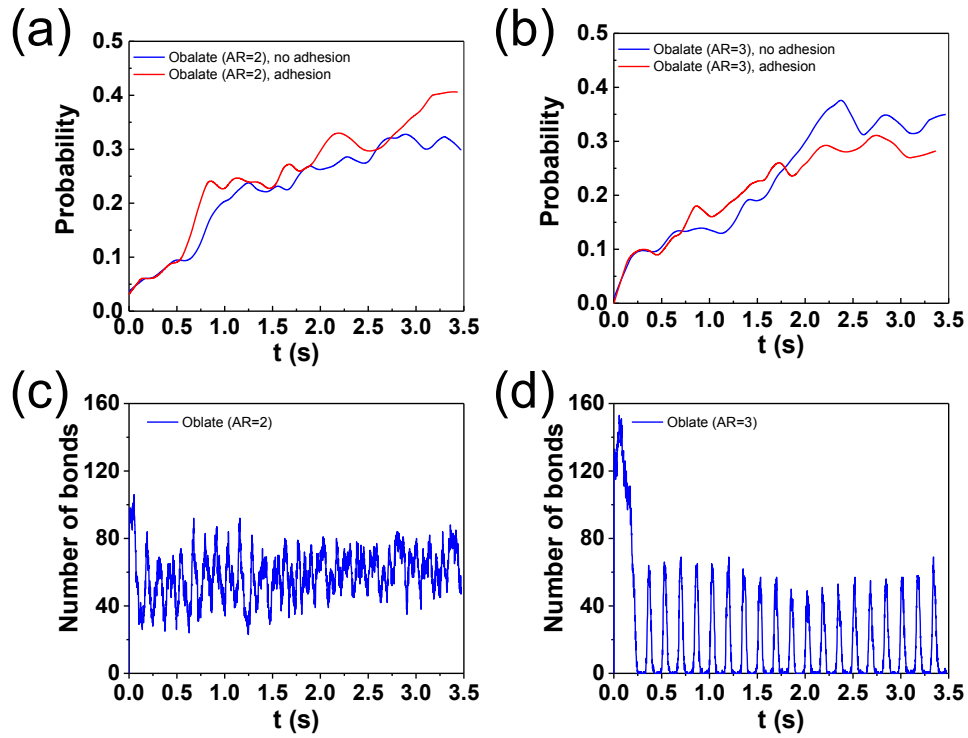 (a)
0.5
0.4
0.3
0.2
0.1
0.0
Probability
Obalate (AR=2), no adhesion
Obalate (AR=2), adhesion
0.0 0.5 1.0 1.5 2.0 2.5 3.0 3.5
t (s)
(b)
0.5
0.4
0.3
0.2
0.1
0.0
Probability
Obalate (AR=3), no adhesion
Obalate (AR=3), adhesion
0.0 0.5 1.0 1.5 2.0 2.5 3.0 3.5
t (s)
(c)
160
120
80
40
0
Number of bonds
Oblate (AR=2)
0.0 0.5 1.0 1.5 2.0 2.5 3.0 3.5
t (s)
(d)
160
120
80
40
0
Number of bonds
Oblate (AR=3)
0.0 0.5 1.0 1.5 2.0 2.5 3.0 3.5
t (s)